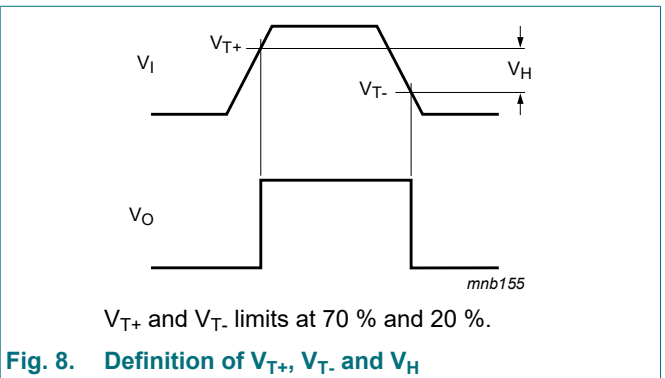 V_I
V_T+
V_T-
V_H
V_O
mnb155
V_T+ and V_T- limits at 70 % and 20 %.
Fig. 8. Definition of V_T+, V_T- and V_H